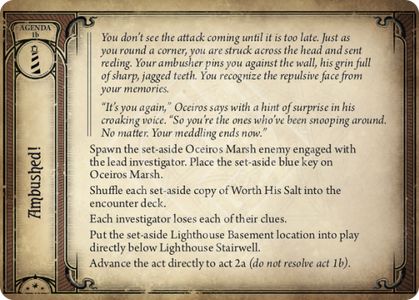 AGENDA
1b
Ambushed!
You don't see the attack coming until it is too late. Just as
you round a corner, you are struck across the head and sent
reeling. Your ambusher pins you against the wall, his grin full
of sharp, jagged teeth. You recognize the repulsive face from
your memories.
"It's you again," Oceiros says with a hint of surprise in his
croaking voice. "So you're the ones who've been snooping around.
No matter. Your meddling ends now."
Spawn the set-aside Oceiros Marsh enemy engaged with
the lead investigator. Place the set-aside blue key on
Oceiros Marsh.
Shuffle each set-aside copy of Worth His Salt into the
encounter deck.
Each investigator loses each of their clues.
Put the set-aside Lighthouse Basement location into play
directly below Lighthouse Stairwell.
Advance the act directly to act 2a (do not resolve act 1b).